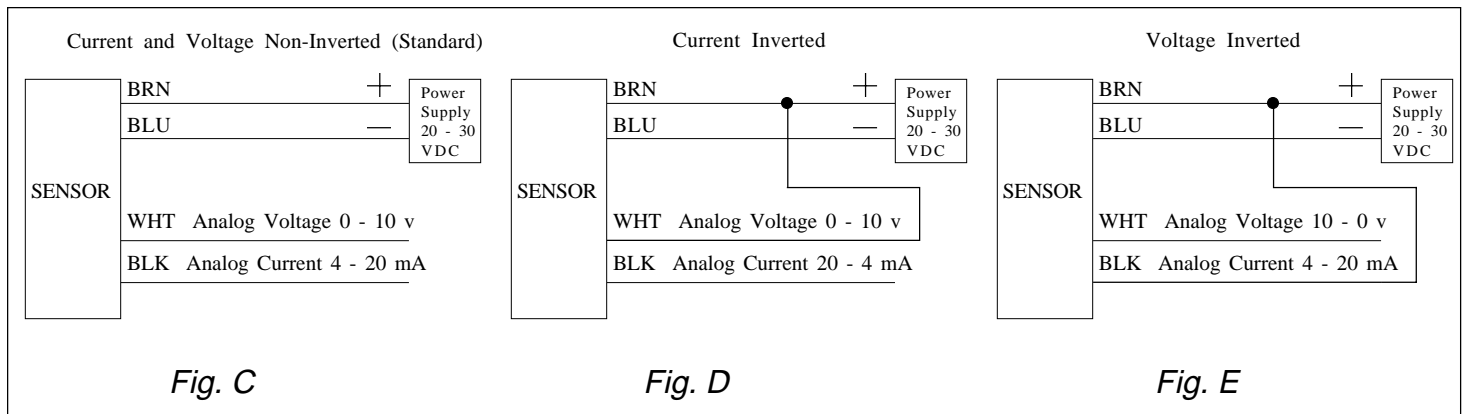 Current and Voltage Non-Inverted (Standard)
BRN
+
BLU
—
Power
Supply
20 - 30
VDC
SENSOR
WHT Analog Voltage 0 - 10 v
BLK Analog Current 4 - 20 mA
Fig. C
Current Inverted
BRN
+
BLU
—
Power
Supply
20 - 30
VDC
SENSOR
WHT Analog Voltage 0 - 10 v
BLK Analog Current 20 - 4 mA
Fig. D
Voltage Inverted
BRN
+
BLU
—
Power
Supply
20 - 30
VDC
SENSOR
WHT Analog Voltage 10 - 0 v
BLK Analog Current 4 - 20 mA
Fig. E